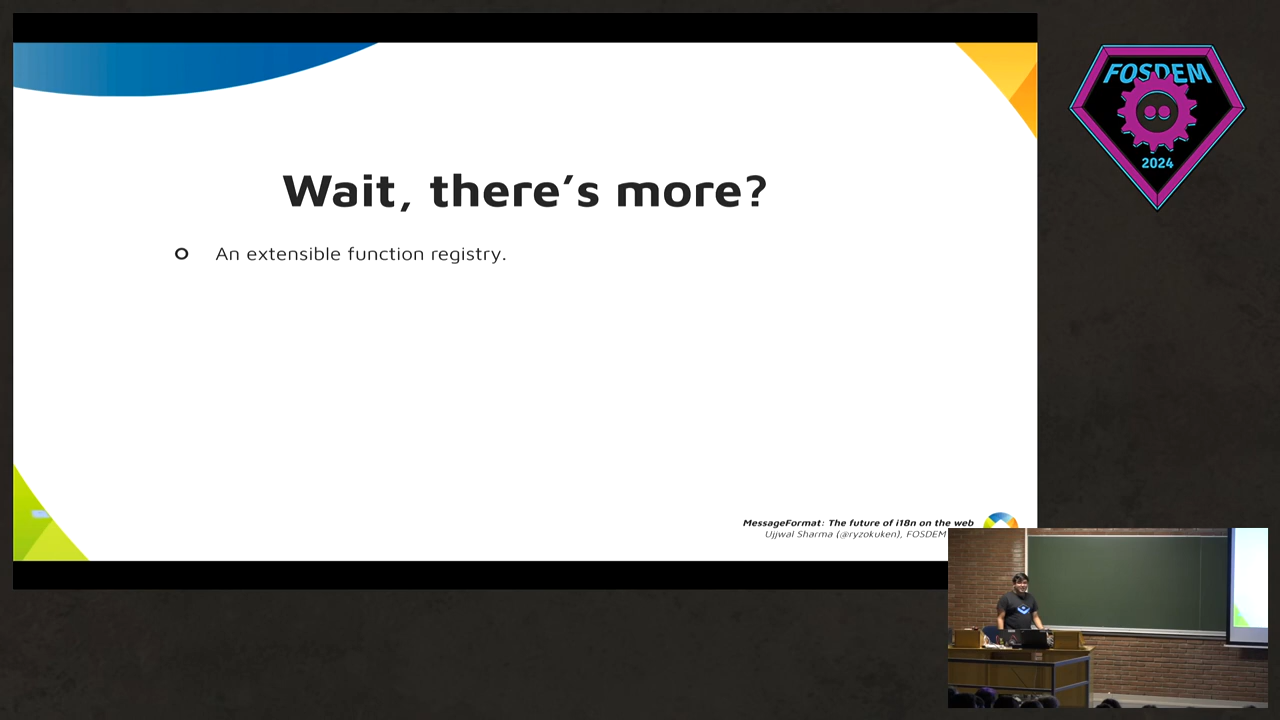 FOSDEM
2024
Wait, there’s more?
An extensible function registry.
MessageFormat: The future of i18n on the web
Ujjwal Sharma (@ryzokuken), FOSDEM